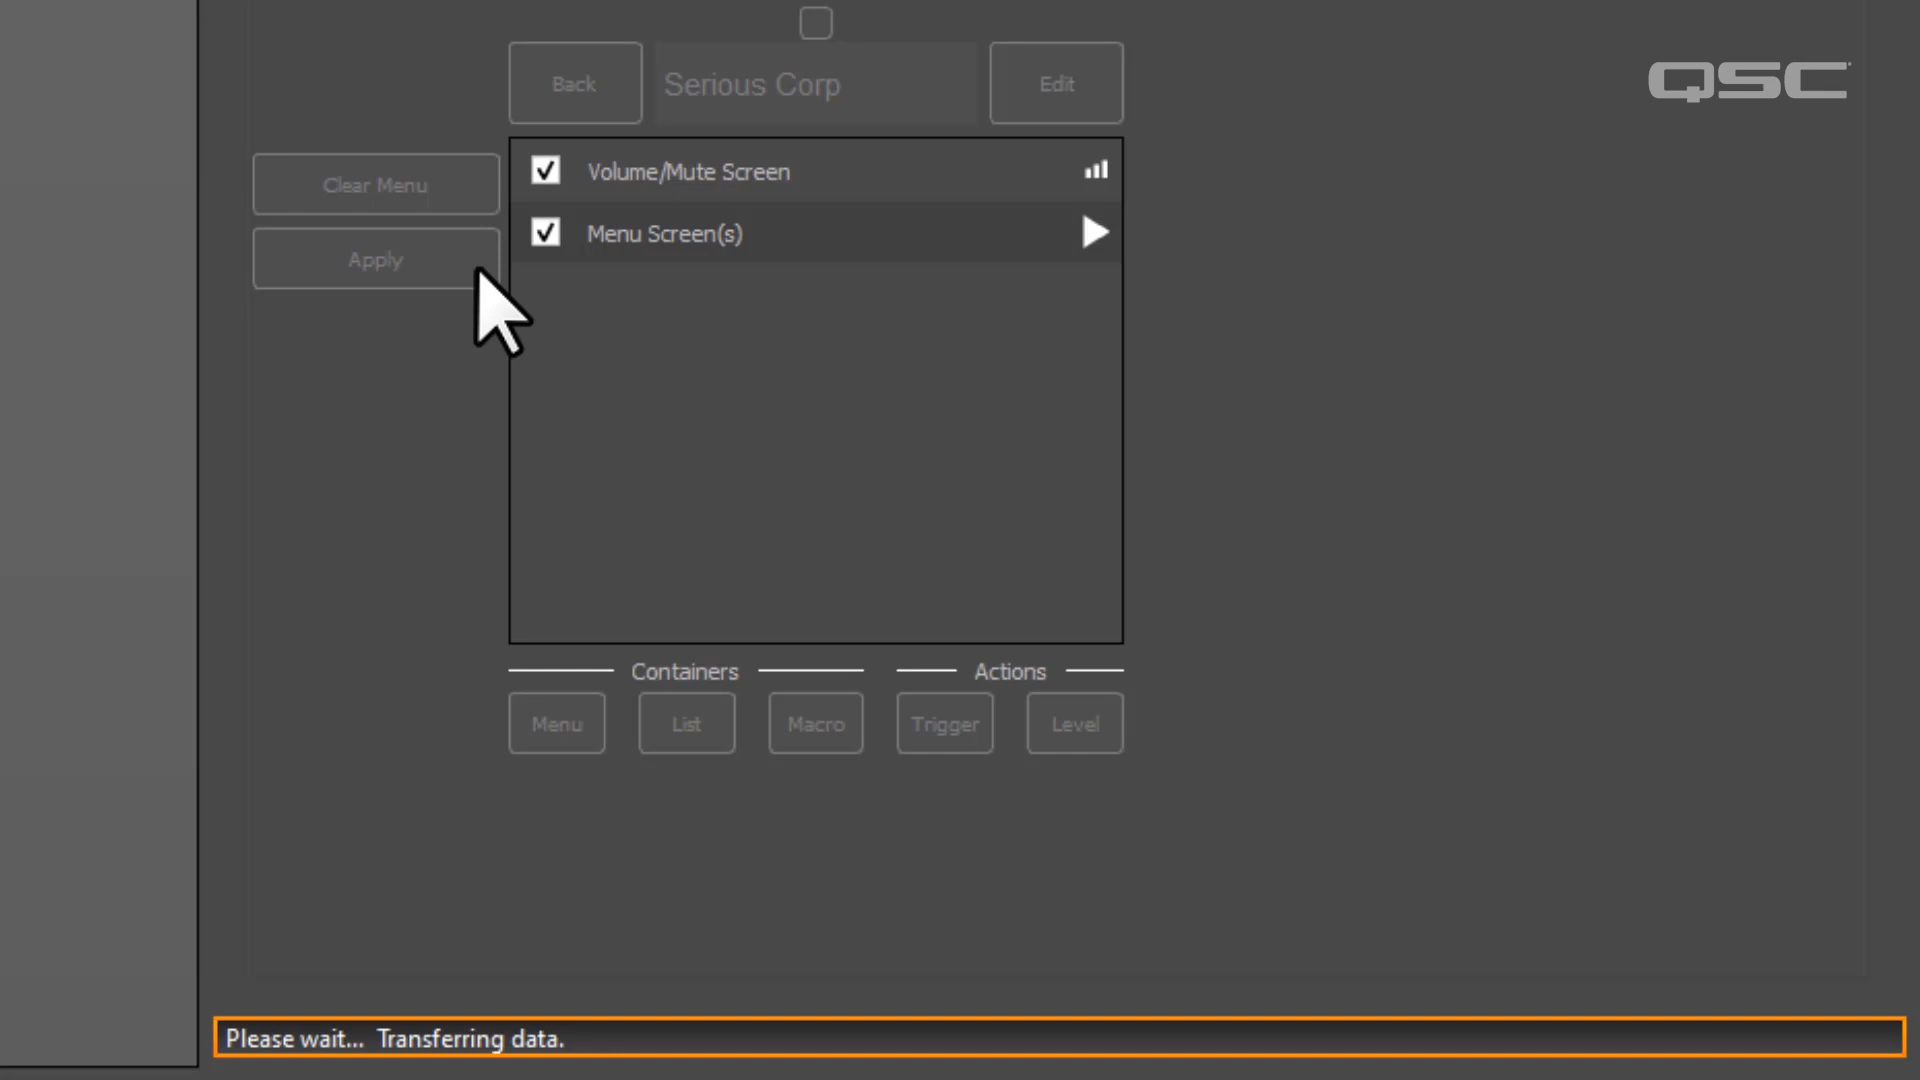 QSC
Back
Serious Corp
Edit
Clear Menu
Volume/Mute Screen
Apply
Menu Screen(s)
Containers
Actions
Menu
List
Macro
Trigger
Level
Please wait... Transferring data.